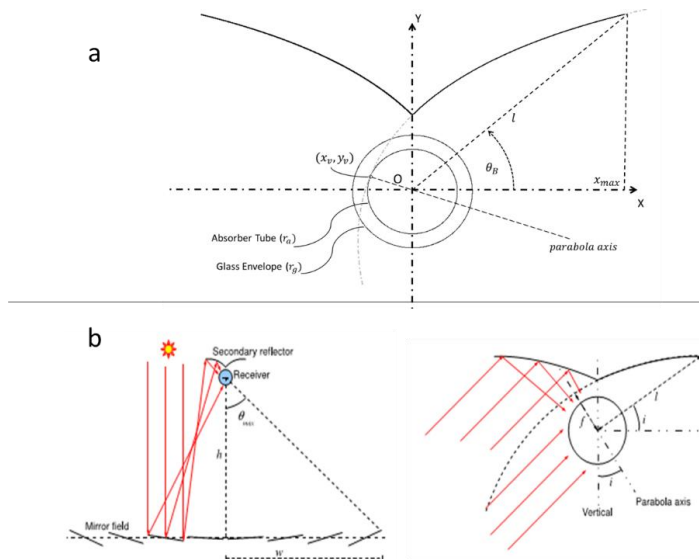 a
Y
l
(x_v, y_v)
θ_B
O
x_max
X
Absorber Tube (r_a)
parabola axis
Glass Envelope (r_g)
b
Secondary reflector
Receiver
θ_max
h
Mirror field
w
f
l
i
i
Parabola axis
Vertical